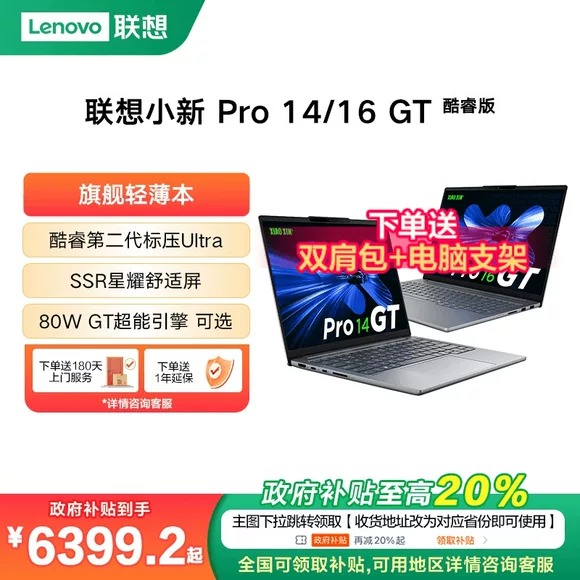 Lenovo 联想
联想小新 Pro 14/16 GT 酷睿版
旗舰轻薄本
酷睿第二代标压Ultra
SSR星耀舒适屏
80W GT超能引擎 可选
下单送180天
上门服务
下单送
1年延保
*详情咨询客服
下单送
双肩包+电脑支架
XIAO XIN
Pro 14 GT
XIAO XIN
Pro 16 GT
政府补贴到手
¥6399.2起
政府补贴至高20%
主图下拉跳转领取【收货地址改为对应省份即可使用】
政府补贴 再减20%起 领取补贴 >
全国可领取补贴,可用地区详情咨询客服